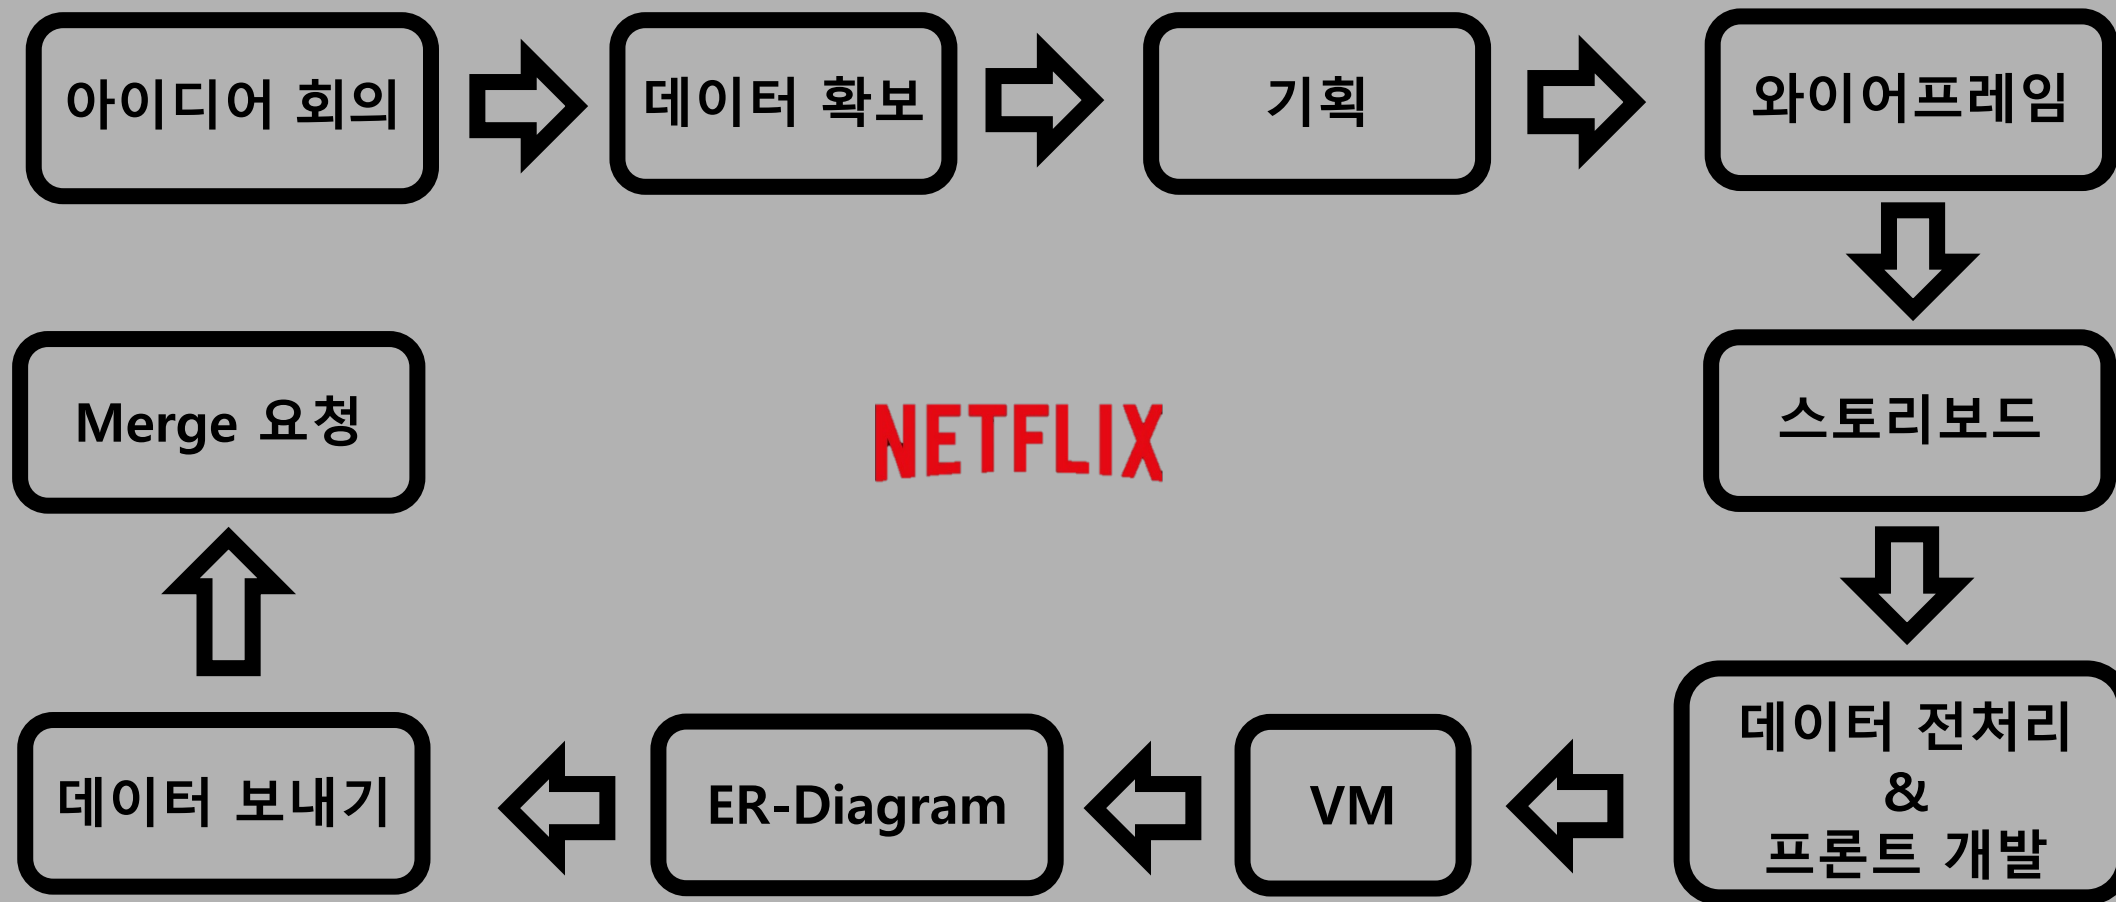 아이디어 회의
데이터 확보
기획
와이어프레임
스토리보드
데이터 전처리
&
프론트 개발
VM
ER-Diagram
데이터 보내기
Merge 요청
NETFLIX